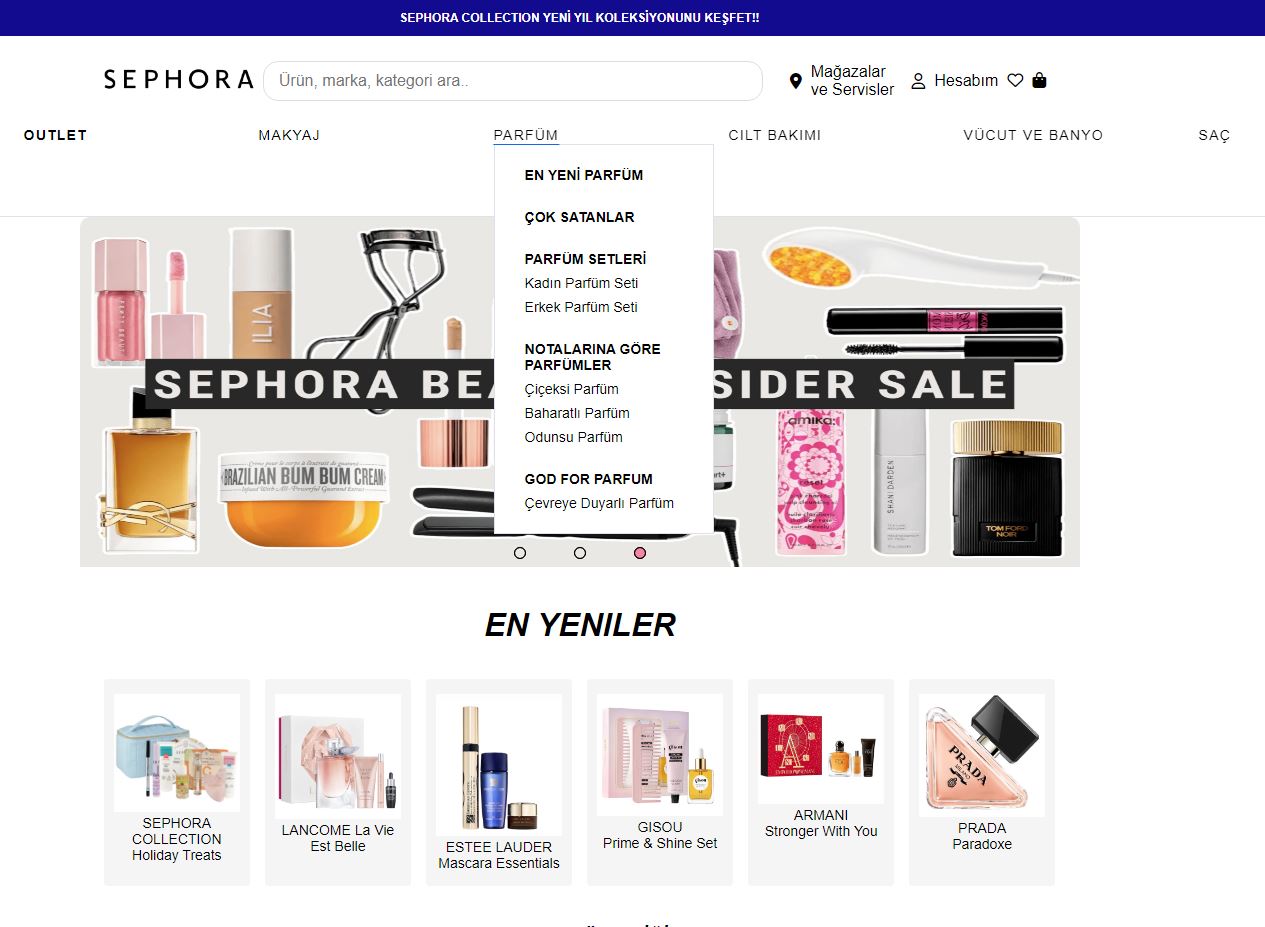 SEPHORA COLLECTION YENİ YIL KOLEKSİYONUNU KEŞFET!!
SEPHORA
Ürün, marka, kategori ara..
Mağazalar
ve Servisler
Hesabım
OUTLET
MAKYAJ
PARFÜM
CILT BAKIMI
VÜCUT VE BANYO
SAÇ
EN YENİ PARFÜM
ÇOK SATANLAR
PARFÜM SETLERİ
Kadın Parfüm Seti
Erkek Parfüm Seti
NOTALARINA GÖRE
PARFÜMLER
Çiçeksi Parfüm
Baharatlı Parfüm
Odunsu Parfüm
GOD FOR PARFUM
Çevreye Duyarlı Parfüm
ILIA
SEPHORA BEA
SIDER SALE
BRAZILIAN BUM BUM CREAM
amika:
reset
SHANI DARDEN
TOM FORD
NOIR
EN YENILER
SEPHORA
COLLECTION
Holiday Treats
LANCOME La Vie
Est Belle
ESTEE LAUDER
Mascara Essentials
gisou
GISOU
Prime & Shine Set
ARMANI
Stronger With You
PRADA
MILANO
PRADA
Paradoxe